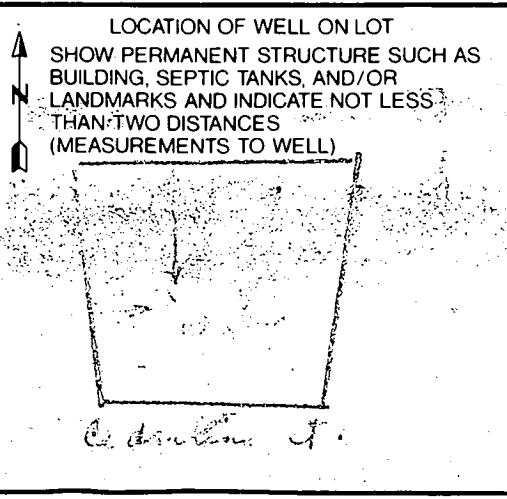 LOCATION OF WELL ON LOT
SHOW PERMANENT STRUCTURE SUCH AS
BUILDING, SEPTIC TANKS, AND/OR
N LANDMARKS AND INDICATE NOT LESS
THAN TWO DISTANCES
(MEASUREMENTS TO WELL)